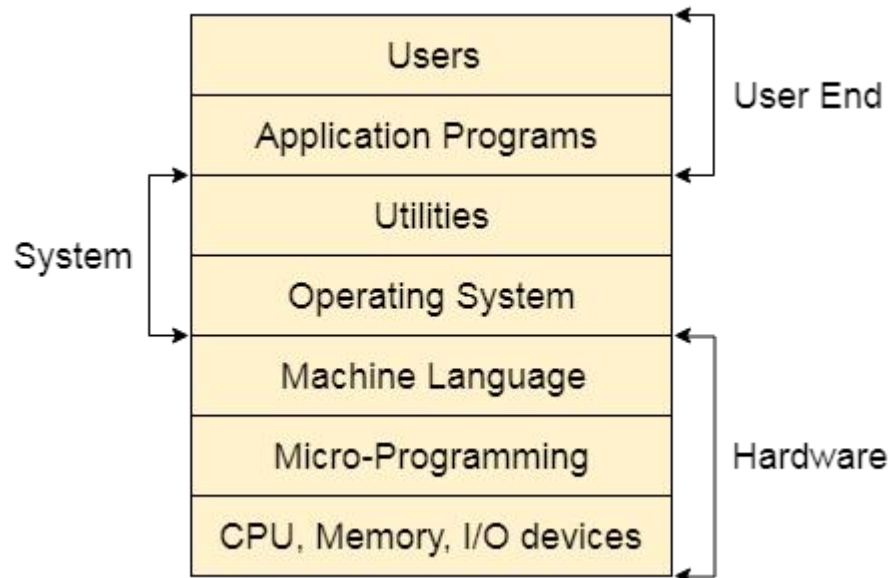 Users
User End
Application Programs
Utilities
System
Operating System
Machine Language
Micro-Programming
Hardware
CPU, Memory, I/O devices